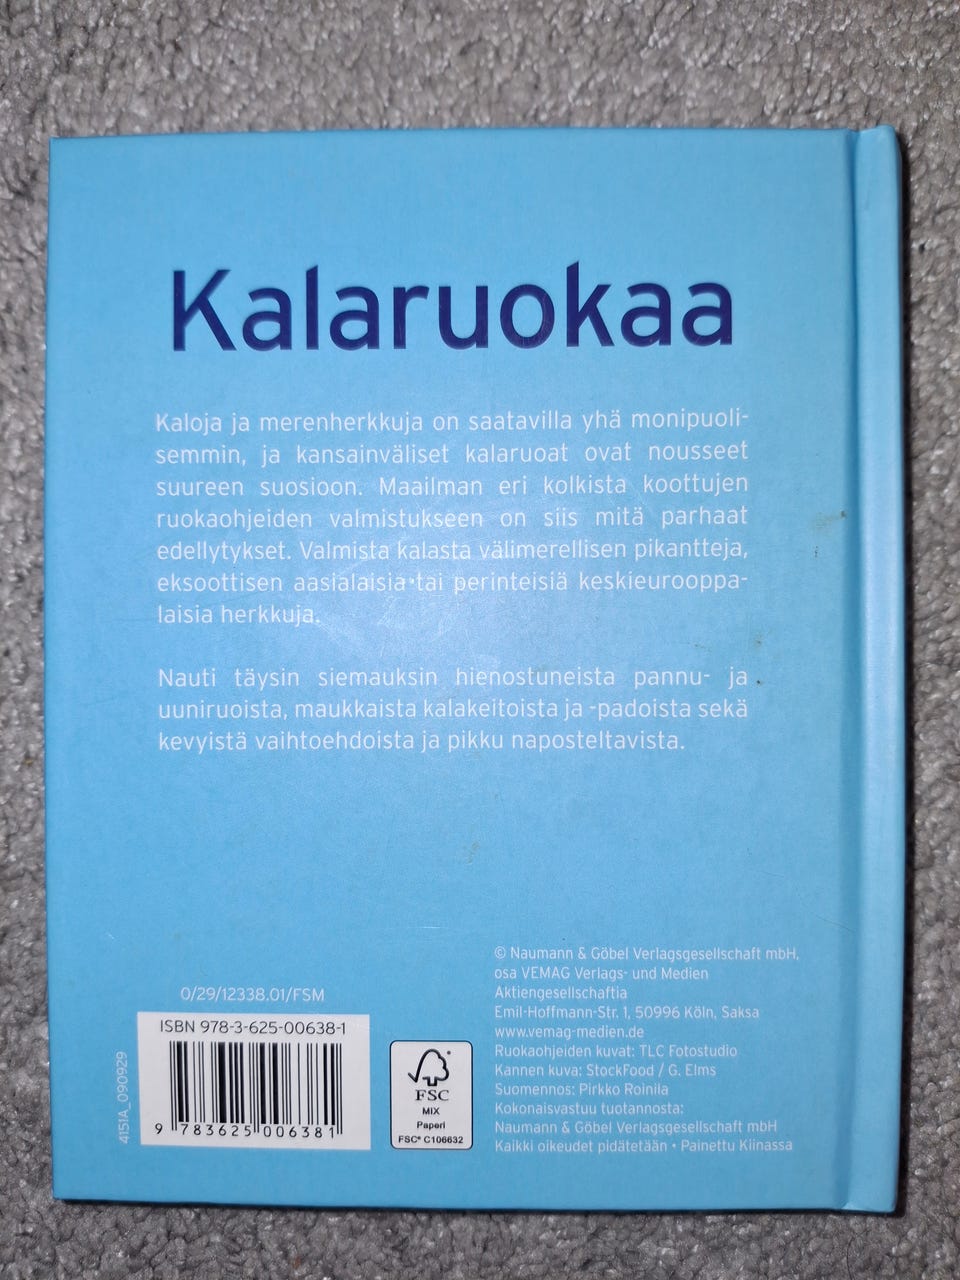 Kalaruokaa
Kaloja ja merenherkkuja on saatavilla yhä monipuoli-
semmin, ja kansainväliset kalaruoat ovat nousseet
suureen suosioon. Maailman eri kolkista koottujen
ruokaohjeiden valmistukseen on siis mitä parhaat
edellytykset. Valmista kalasta välimerellisen pikantteja,
eksoottisen aasialaisia tai perinteisiä keskieurooppa-
laisia herkkuja.
Nauti täysin siemauksin hienostuneista pannu- ja
uuniruoista, maukkaista kalakeitoista ja -padoista sekä
kevyistä vaihtoehdoista ja pikku naposteltavista.
0/29/12338.01/FSM
ISBN 978-3-625-00638-1
9 783625 006381
4151A_090929
FSC
MIX
Paperi
FSC® C106632
© Naumann & Göbel Verlagsgesellschaft mbH,
osa VEMAG Verlags- und Medien
Aktiengesellschaftia
Emil-Hoffmann-Str. 1, 50996 Köln, Saksa
www.vemag-medien.de
Ruokaohjeiden kuvat: TLC Fotostudio
Kannen kuva: StockFood / G. Elms
Suomennos: Pirkko Roinila
Kokonaisvastuu tuotannosta:
Naumann & Göbel Verlagsgesellschaft mbH
Kaikki oikeudet pidätetään • Painettu Kiinassa